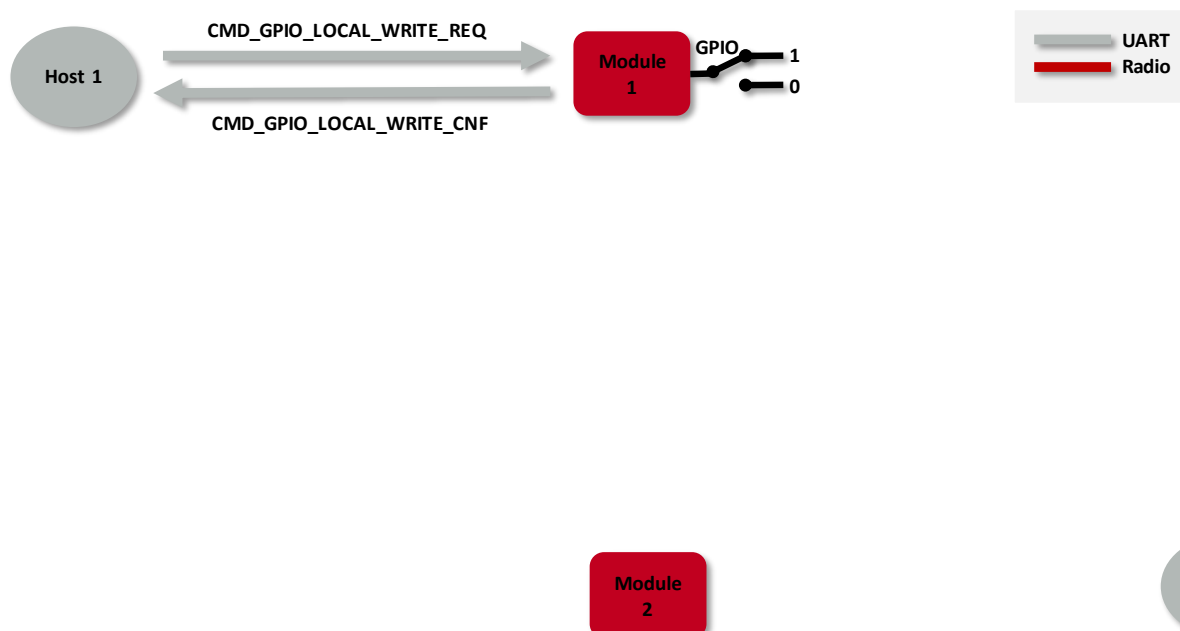 CMD_GPIO_LOCAL_WRITE_REQ
Host 1
CMD_GPIO_LOCAL_WRITE_CNF
Module
1
GPIO
1
0
UART
Radio
Module
2